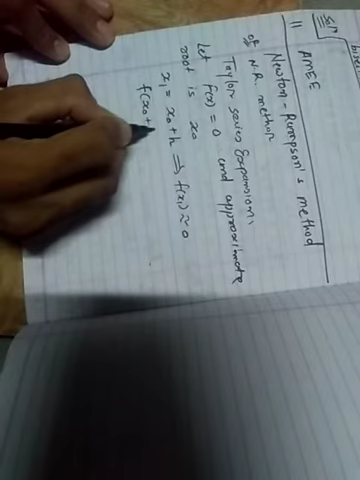 AMEE
11 Newton - Rumpson's method
of N.R. method
Taylor series Expansion,
Let f(x) = 0 and approximate
root is x₀
x₁ = x₀ + h ⇒ f(x₁) ≈ 0
f(x₀ +